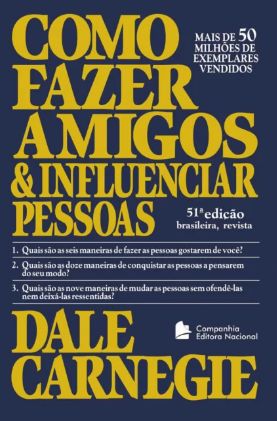 COMO
FAZER
AMIGOS
& INFLUENCIAR
PESSOAS
MAIS DE 50
MILHÕES DE
EXEMPLARES
VENDIDOS
51ª edição
brasileira, revista
1. Quais são as seis maneiras de fazer as pessoas gostarem de você?
2. Quais são as doze maneiras de conquistar as pessoas a pensarem
do seu modo?
3. Quais são as nove maneiras de mudar as pessoas sem ofendê-las
nem deixá-las ressentidas?
DALE
CARNEGIE
Companhia
Editora Nacional